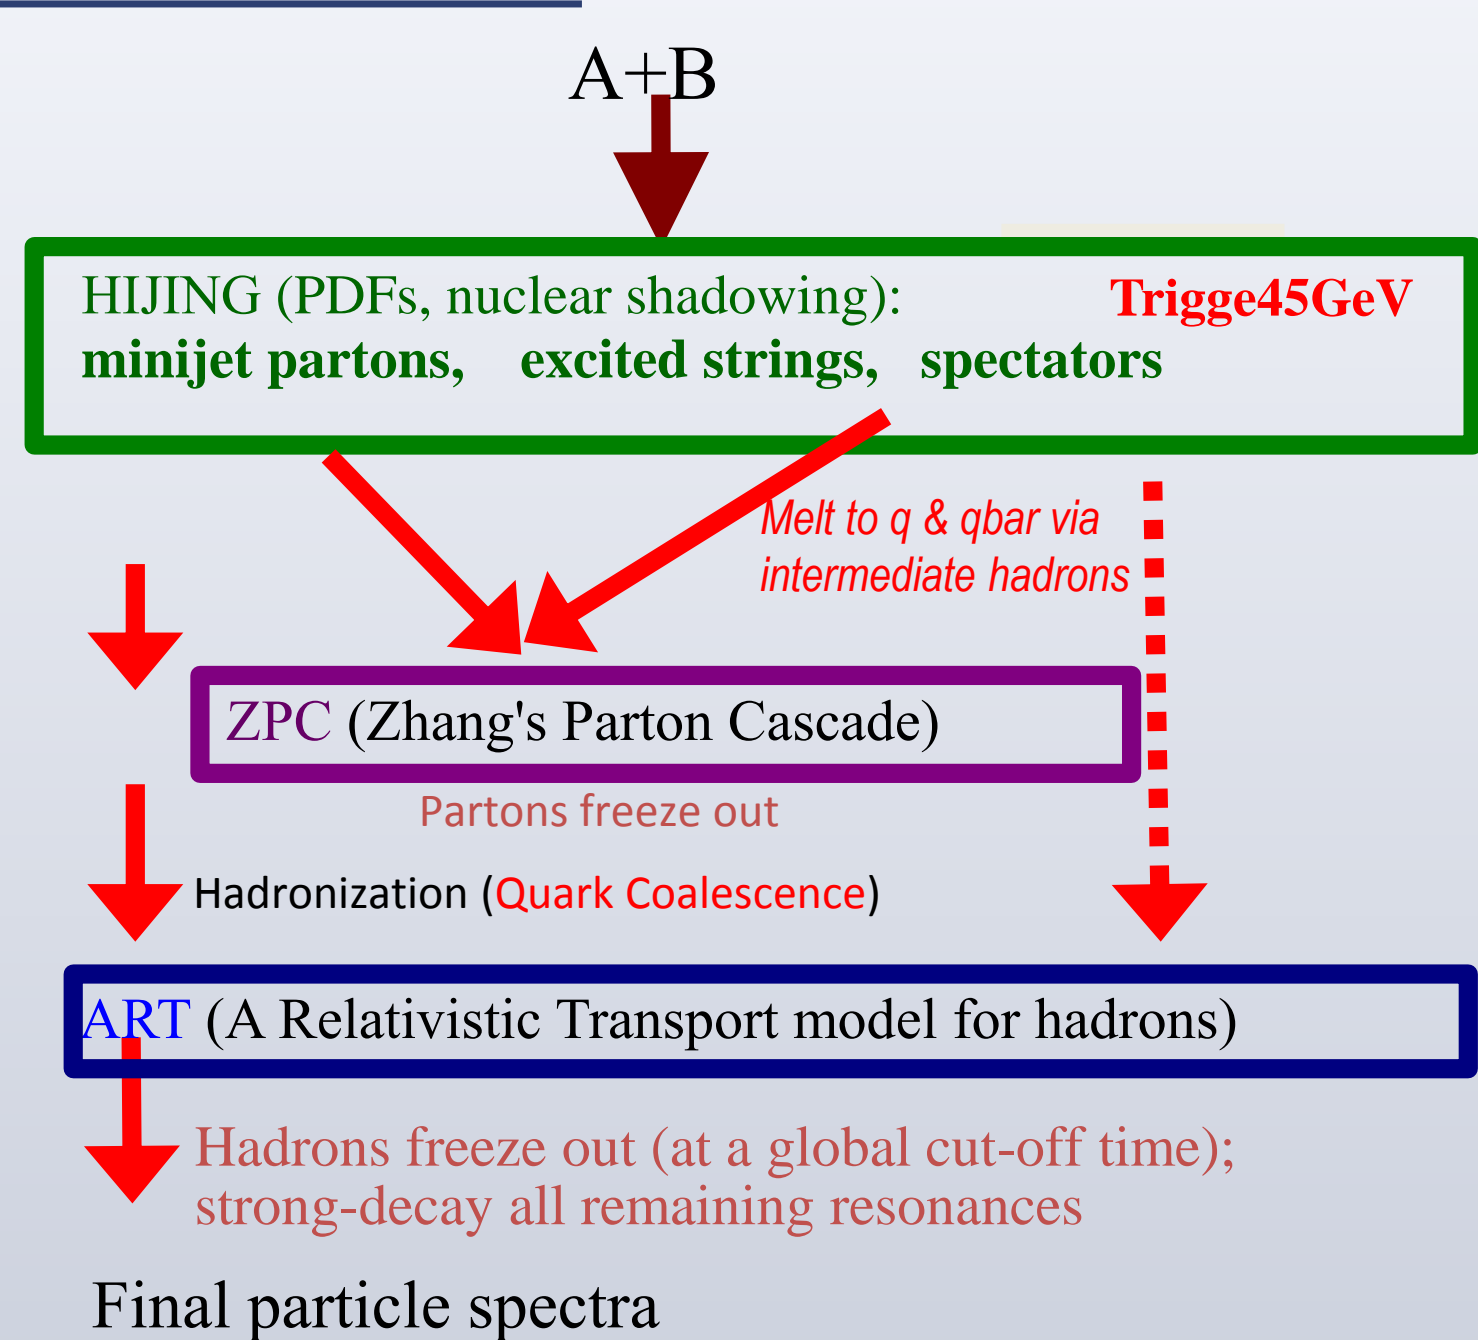 A+B
HIJING (PDFs, nuclear shadowing): Trigge45GeV
minijet partons, excited strings, spectators
Melt to q & qbar via
intermediate hadrons
ZPC (Zhang's Parton Cascade)
Partons freeze out
Hadronization (Quark Coalescence)
ART (A Relativistic Transport model for hadrons)
Hadrons freeze out (at a global cut-off time);
strong-decay all remaining resonances
Final particle spectra